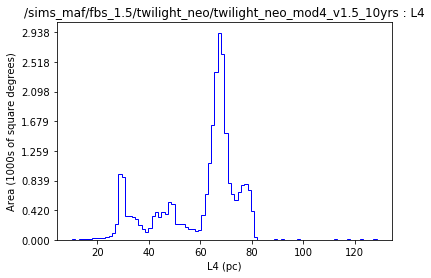 /sims_maf/fbs_1.5/twilight_neo/twilight_neo_mod4_v1.5_10yrs : L4
2.938
2.518
2.098
1.679
1.259
0.839
0.420
0.000
Area (1000s of square degrees)
20 40 60 80 100 120
L4 (pc)